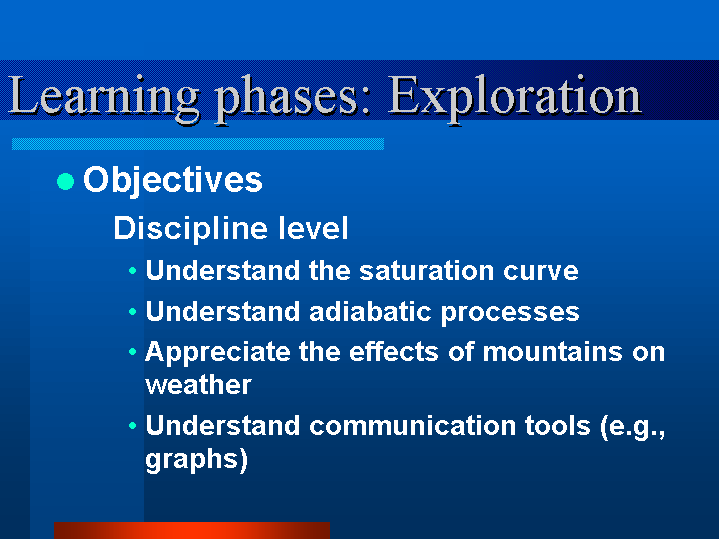 Learning phases: Exploration
Objectives
Discipline level
• Understand the saturation curve
• Understand adiabatic processes
• Appreciate the effects of mountains on
weather
• Understand communication tools (e.g.,
graphs)